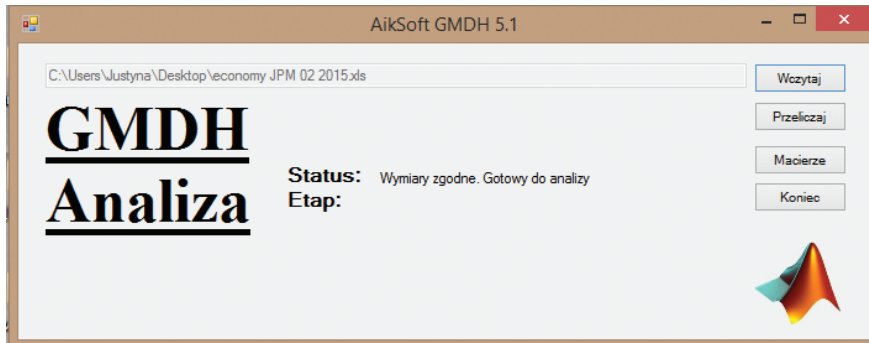 AikSoft GMDH 5.1
C:\Users\Justyna\Desktop\economy JPM 02 2015.xls
Wczytaj
GMDH
Analiza
Przeliczaj
Status: Wymiary zgodne. Gotowy do analizy
Etap:
Macierze
Koniec